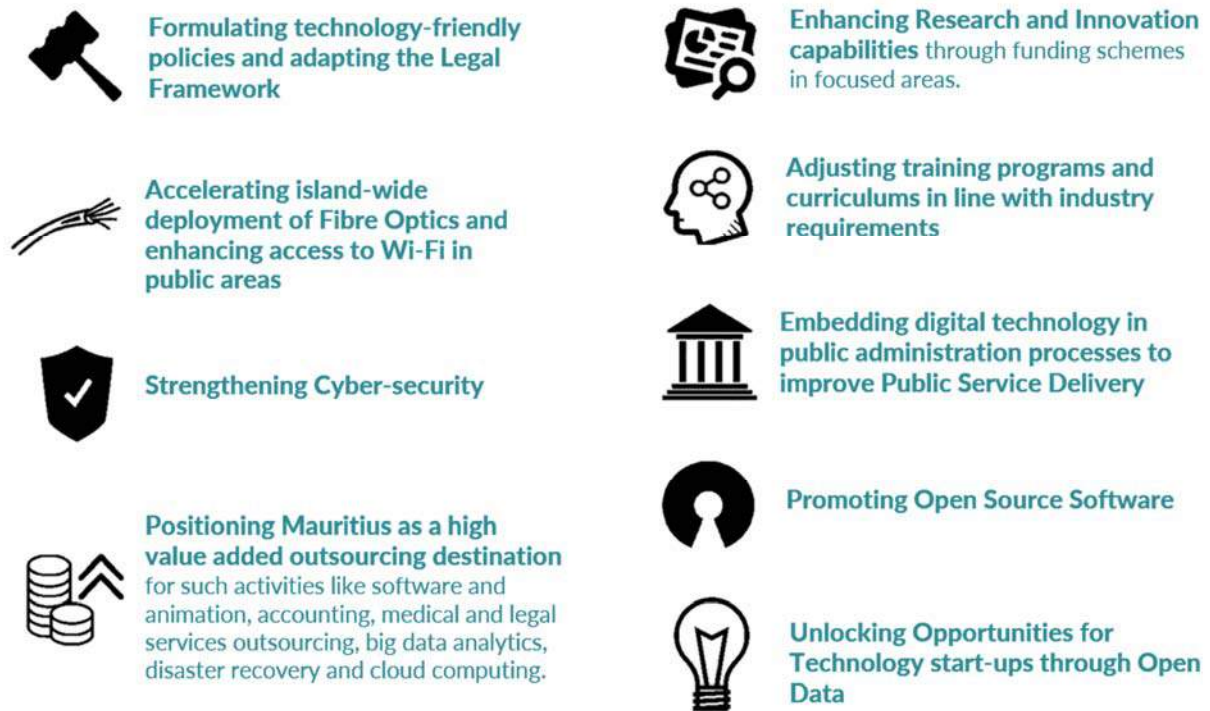 Formulating technology-friendly
policies and adapting the Legal
Framework
Accelerating island-wide
deployment of Fibre Optics and
enhancing access to Wi-Fi in
public areas
Strengthening Cyber-security
Positioning Mauritius as a high
value added outsourcing destination
for such activities like software and
animation, accounting, medical and legal
services outsourcing, big data analytics,
disaster recovery and cloud computing.
Enhancing Research and Innovation
capabilities through funding schemes
in focused areas.
Adjusting training programs and
curriculums in line with industry
requirements
Embedding digital technology in
public administration processes to
improve Public Service Delivery
Promoting Open Source Software
Unlocking Opportunities for
Technology start-ups through Open
Data